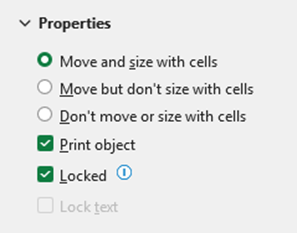 Properties
Move and size with cells
Move but don't size with cells
Don't move or size with cells
Print object
Locked
Lock text